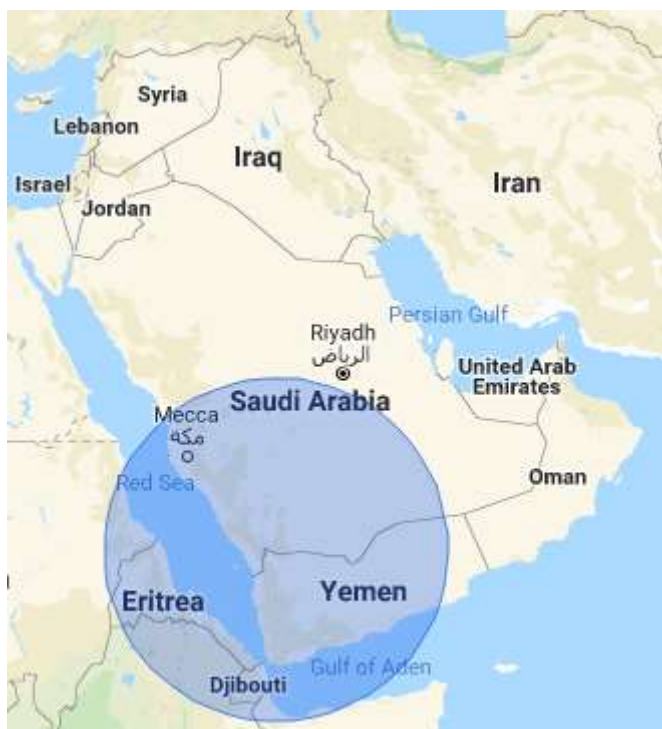 Syria
Lebanon
Iraq
Israel
Iran
Jordan
Persian Gulf
Riyadh
الرياض
United Arab
Emirates
Saudi Arabia
Mecca
مكة
Oman
Red Sea
Yemen
Eritrea
Gulf of Aden
Djibouti